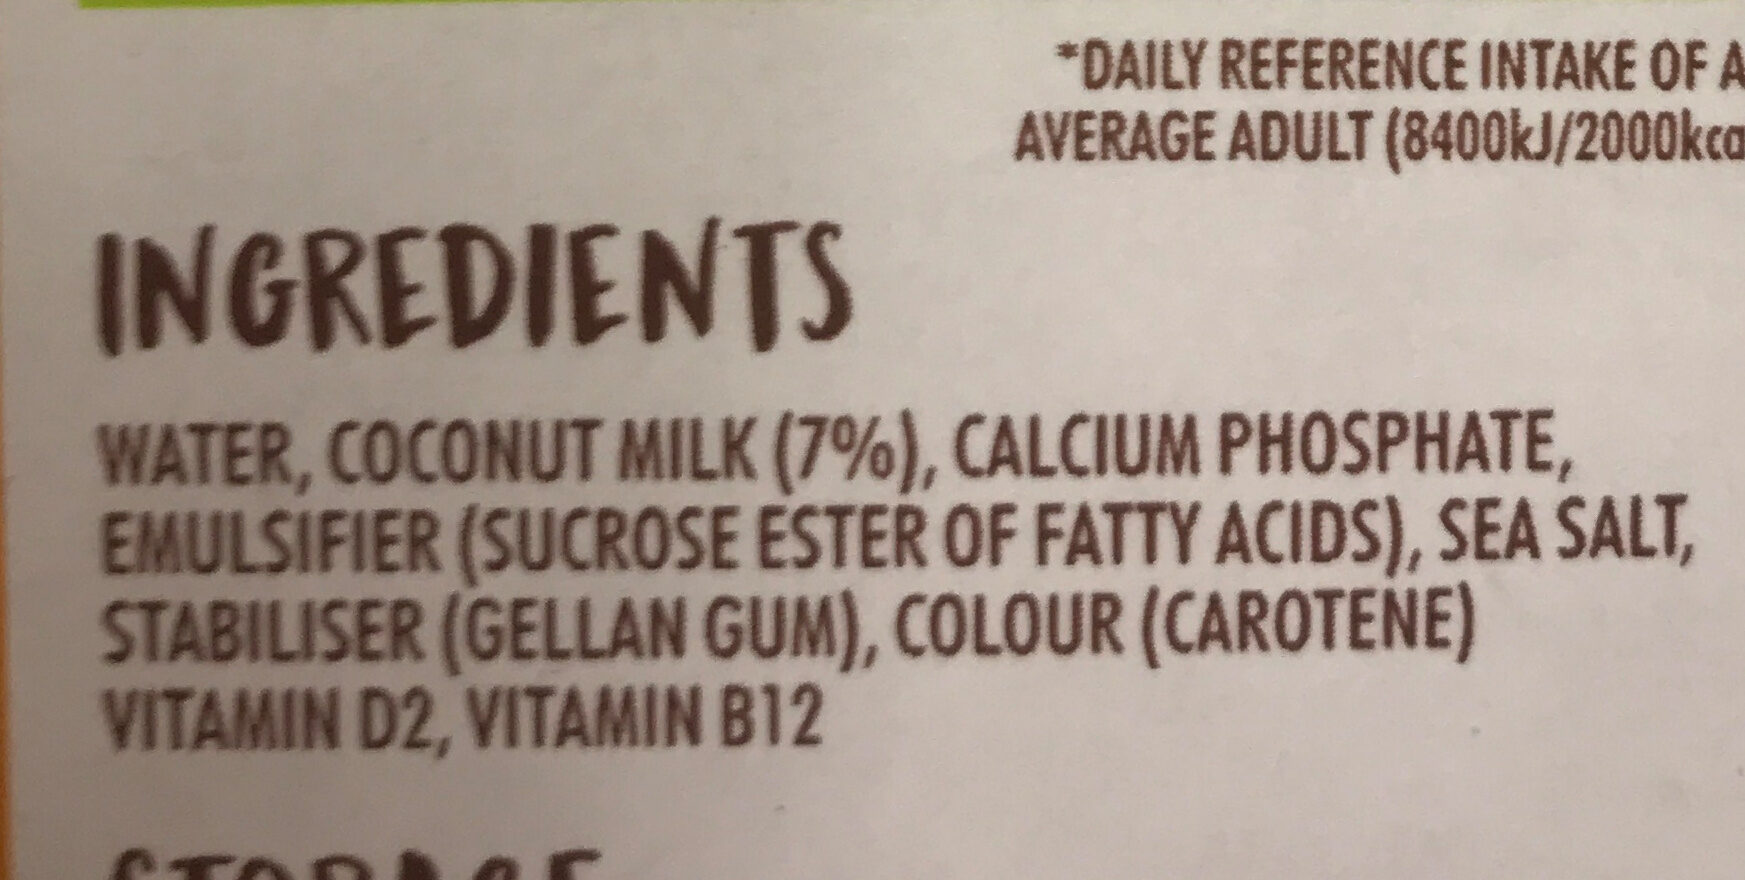 *DAILY REFERENCE INTAKE OF A
AVERAGE ADULT (8400kJ/2000kca
INGREDIENTS
WATER, COCONUT MILK (7%), CALCIUM PHOSPHATE,
EMULSIFIER (SUCROSE ESTER OF FATTY ACIDS), SEA SALT,
STABILISER (GELLAN GUM), COLOUR (CAROTENE)
VITAMIN D2, VITAMIN B12
STORAGE